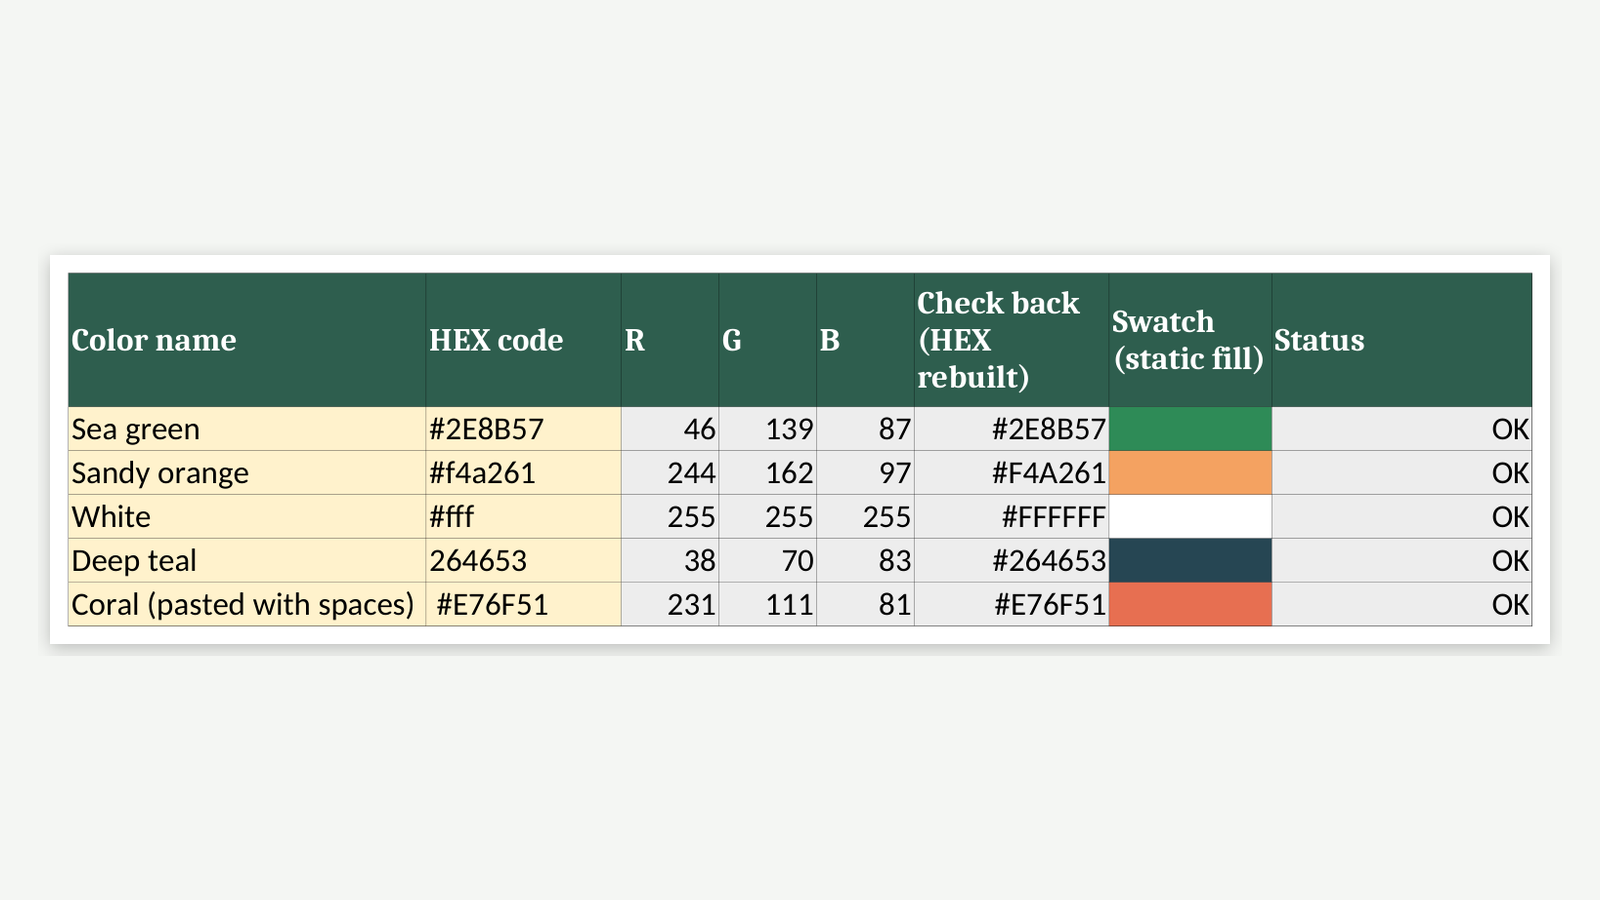 Color name HEX code R G B Check back (HEX rebuilt) Swatch (static fill) Status
Sea green #2E8B57 46 139 87 #2E8B57 OK
Sandy orange #f4a261 244 162 97 #F4A261 OK
White #fff 255 255 255 #FFFFFF OK
Deep teal 264653 38 70 83 #264653 OK
Coral (pasted with spaces) #E76F51 231 111 81 #E76F51 OK